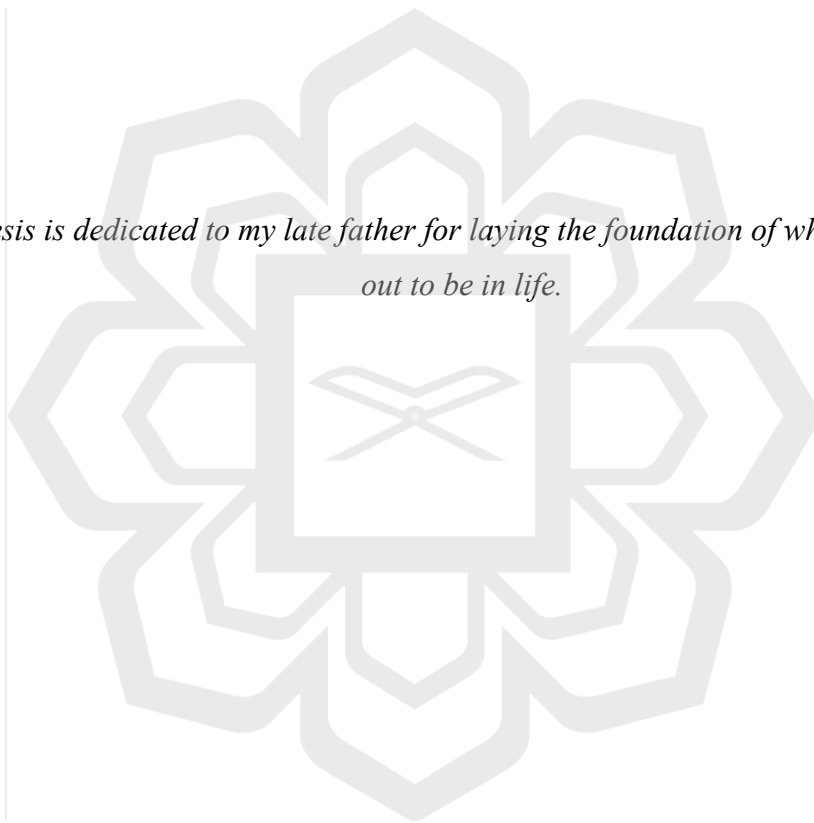 esis is dedicated to my late father for laying the foundation of wh
out to be in life.